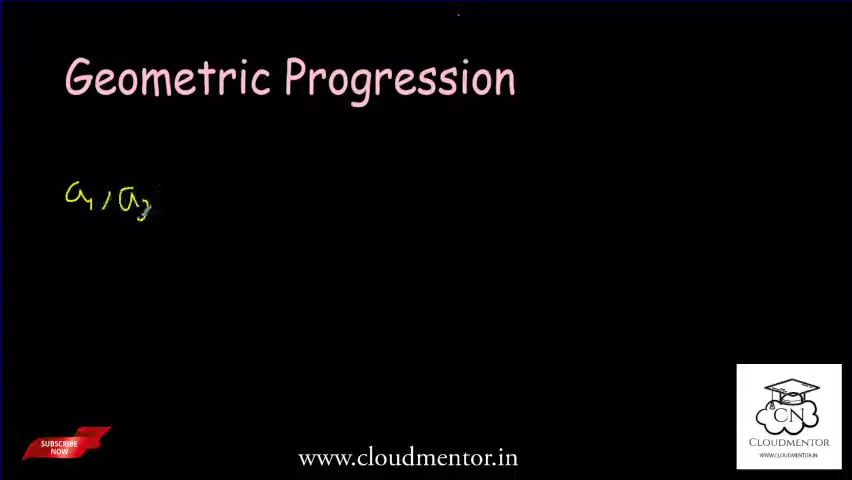 Geometric Progression
a₁, a₂
CN
CLOUDMENTOR
WWW.CLOUDMENTOR.IN
SUBSCRIBE
NOW
www.cloudmentor.in